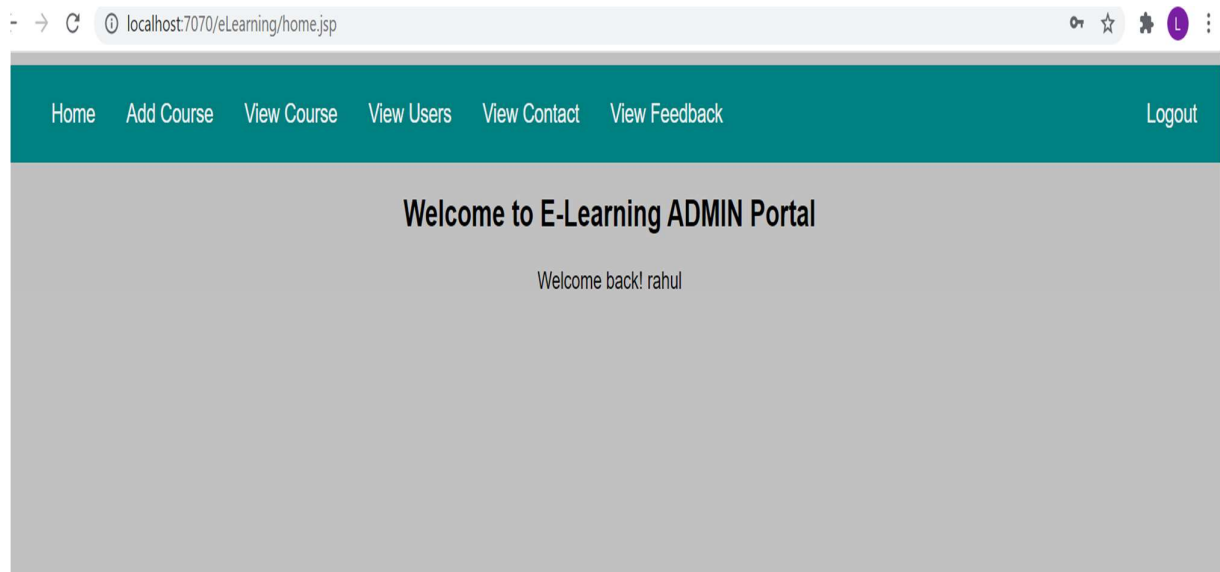 localhost:7070/eLearning/home.jsp
L
Home Add Course View Course View Users View Contact View Feedback Logout
Welcome to E-Learning ADMIN Portal
Welcome back! rahul